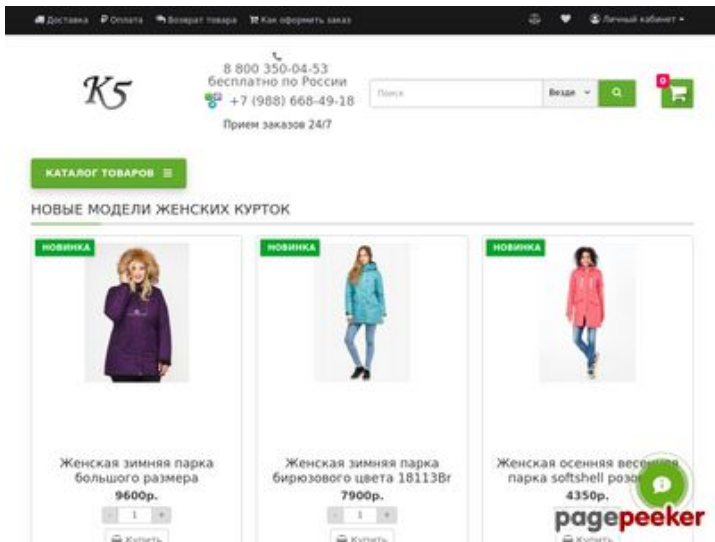 Доставка Оплата Возврат товара Как оформить заказ Личный кабинет
K5
8 800 350-04-53
бесплатно по России
+7 (988) 668-49-18
Прием заказов 24/7
Поиск Везде
0
КАТАЛОГ ТОВАРОВ
НОВЫЕ МОДЕЛИ ЖЕНСКИХ КУРТОК
НОВИНКА НОВИНКА НОВИНКА
Женская зимняя парка
большого размера
9600р.
1
Купить
Женская зимняя парка
бирюзового цвета 18113Br
7900р.
1
Купить
Женская осенняя
парка softshell
4350р.
Купить
pagepeeker